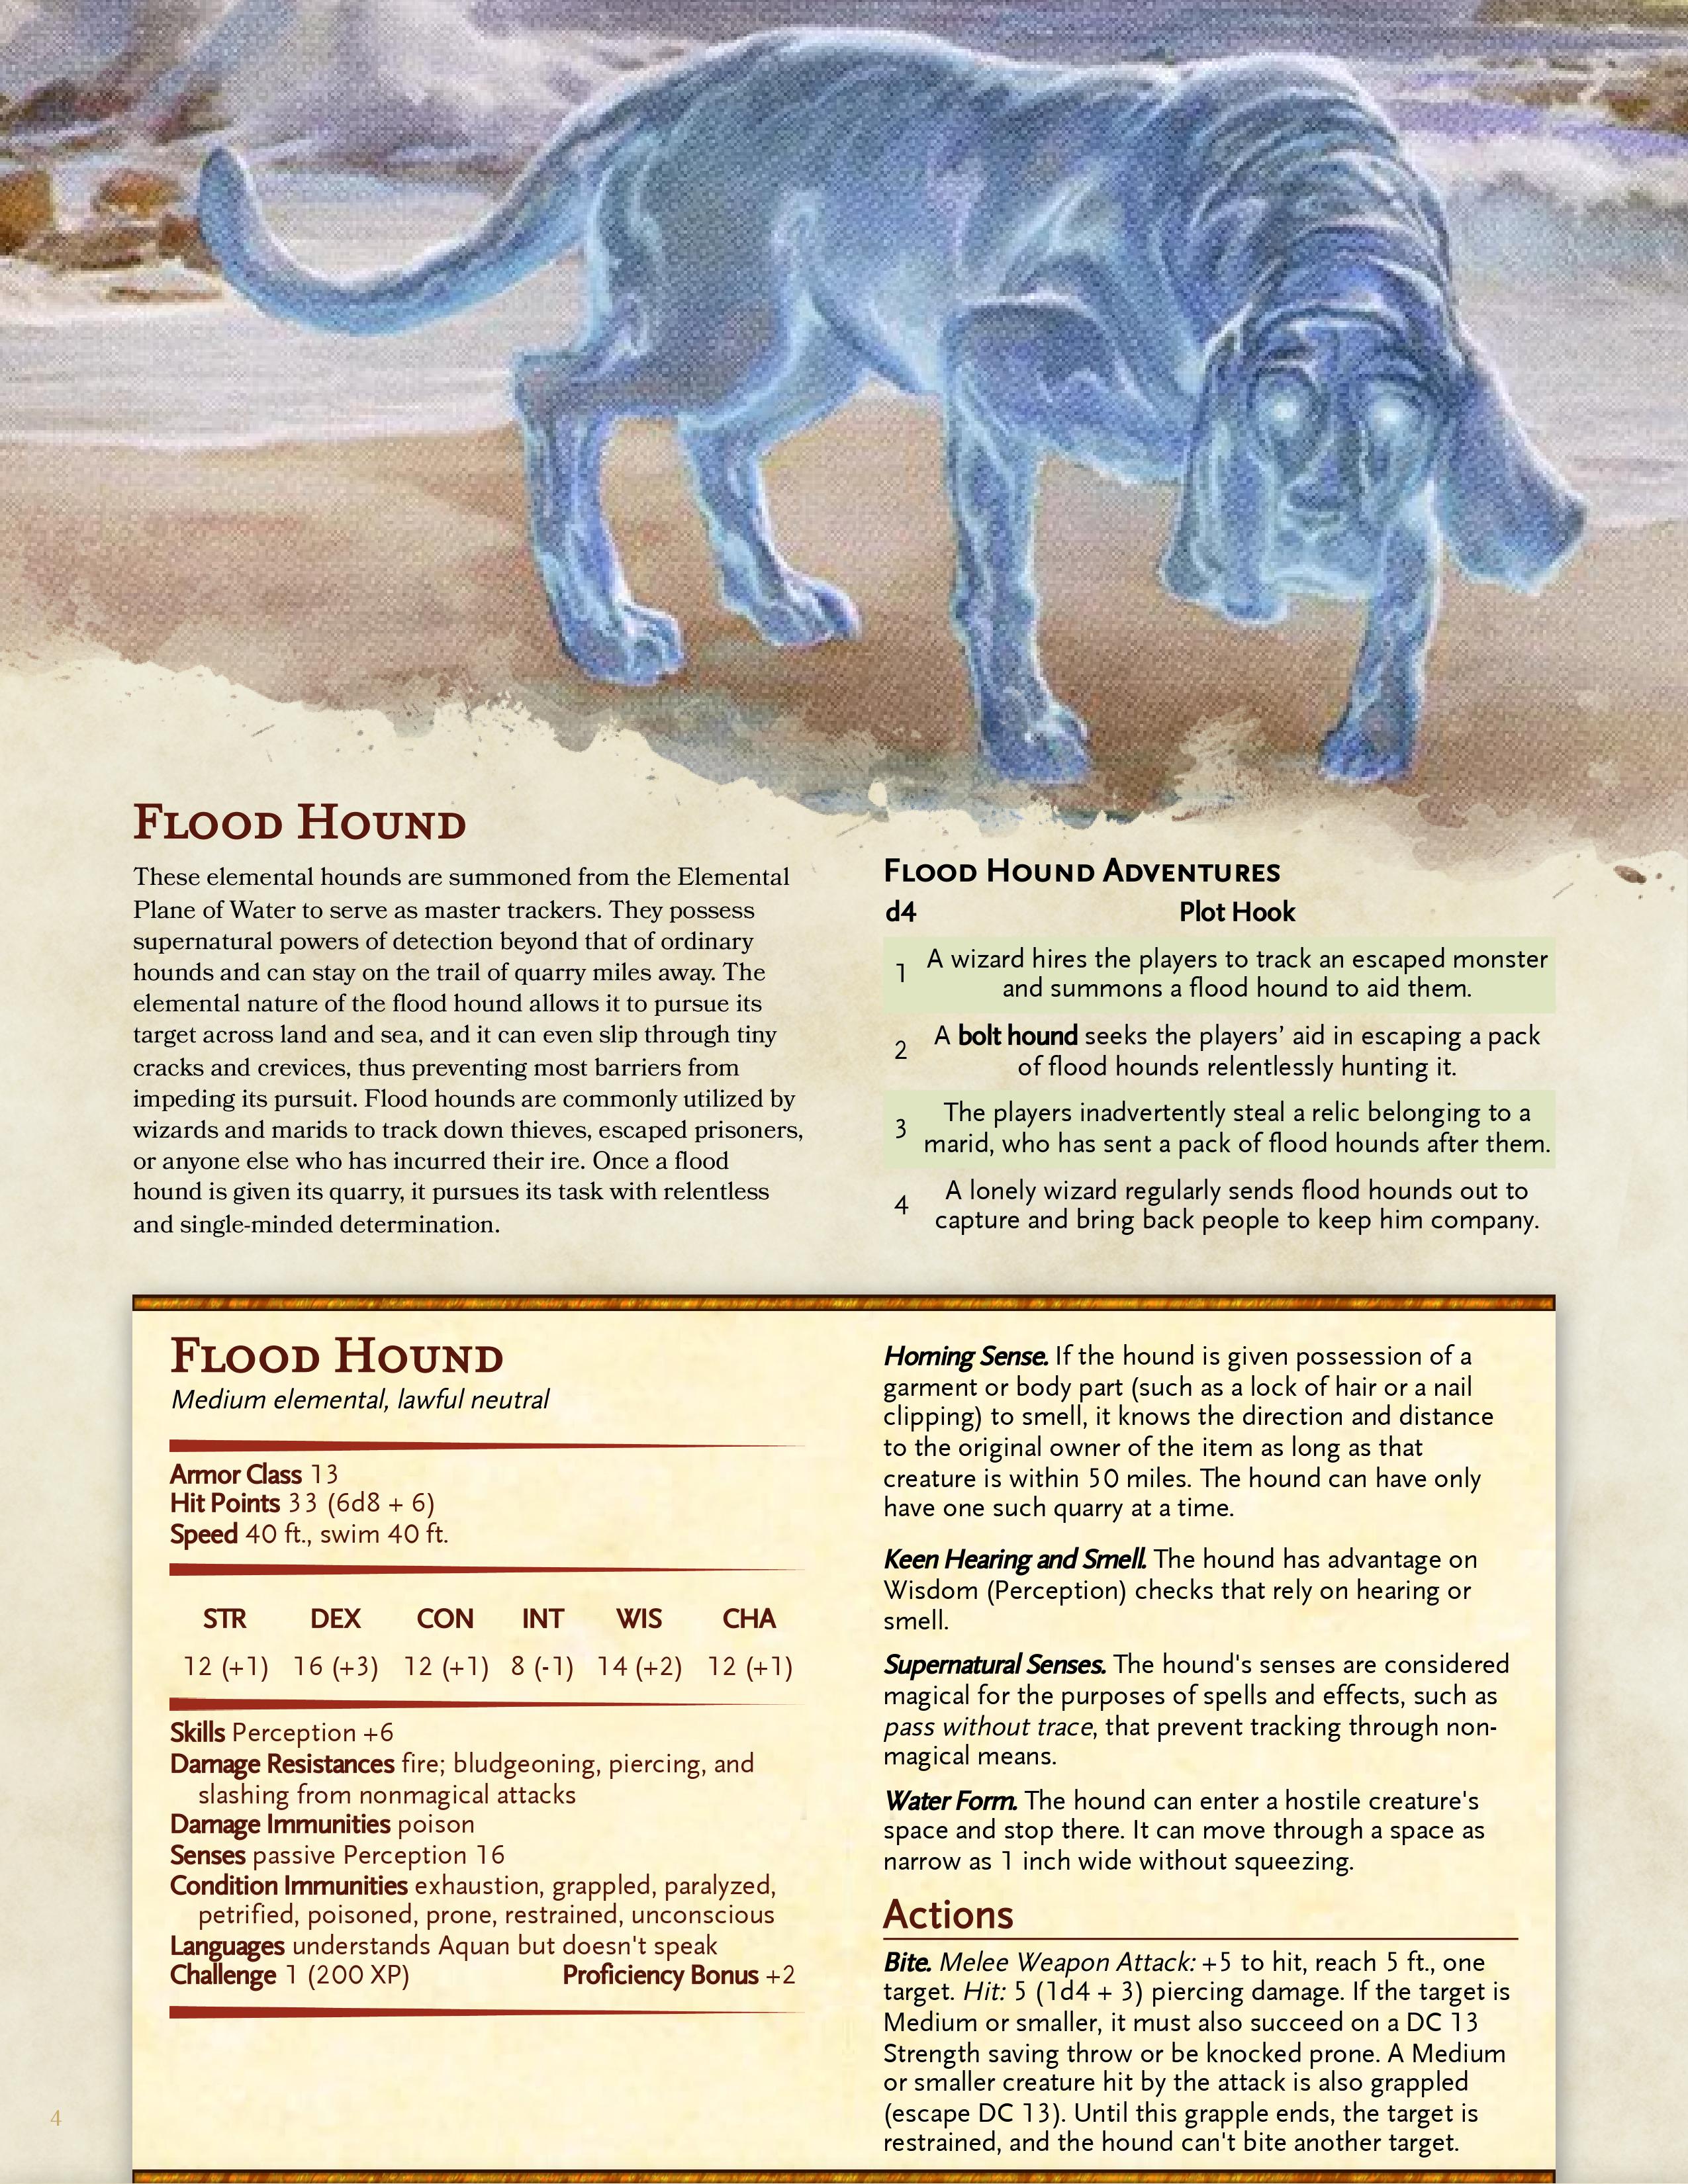 Flood Hound
These elemental hounds are summoned from the Elemental
Plane of Water to serve as master trackers. They possess
supernatural powers of detection beyond that of ordinary
hounds and can stay on the trail of quarry miles away. The
elemental nature of the flood hound allows it to pursue its
target across land and sea, and it can even slip through tiny
cracks and crevices, thus preventing most barriers from
impeding its pursuit. Flood hounds are commonly utilized by
wizards and marids to track down thieves, escaped prisoners,
or anyone else who has incurred their ire. Once a flood
hound is given its quarry, it pursues its task with relentless
and single-minded determination.
Flood Hound Adventures
d4 Plot Hook
1 A wizard hires the players to track an escaped monster
and summons a flood hound to aid them.
2 A bolt hound seeks the players’ aid in escaping a pack
of flood hounds relentlessly hunting it.
3 The players inadvertently steal a relic belonging to a
marid, who has sent a pack of flood hounds after them.
4 A lonely wizard regularly sends flood hounds out to
capture and bring back people to keep him company.
Flood Hound
Medium elemental, lawful neutral
Armor Class 13
Hit Points 33 (6d8 + 6)
Speed 40 ft., swim 40 ft.
STR DEX CON INT WIS CHA
12 (+1) 16 (+3) 12 (+1) 8 (-1) 14 (+2) 12 (+1)
Skills Perception +6
Damage Resistances fire; bludgeoning, piercing, and
slashing from nonmagical attacks
Damage Immunities poison
Senses passive Perception 16
Condition Immunities exhaustion, grappled, paralyzed,
petrified, poisoned, prone, restrained, unconscious
Languages understands Aquan but doesn't speak
Challenge 1 (200 XP) Proficiency Bonus +2
Homing Sense. If the hound is given possession of a
garment or body part (such as a lock of hair or a nail
clipping) to smell, it knows the direction and distance
to the original owner of the item as long as that
creature is within 50 miles. The hound can have only
have one such quarry at a time.
Keen Hearing and Smell. The hound has advantage on
Wisdom (Perception) checks that rely on hearing or
smell.
Supernatural Senses. The hound's senses are considered
magical for the purposes of spells and effects, such as
pass without trace, that prevent tracking through non-
magical means.
Water Form. The hound can enter a hostile creature's
space and stop there. It can move through a space as
narrow as 1 inch wide without squeezing.
Actions
Bite. Melee Weapon Attack: +5 to hit, reach 5 ft., one
target. Hit: 5 (1d4 + 3) piercing damage. If the target is
Medium or smaller, it must also succeed on a DC 13
Strength saving throw or be knocked prone. A Medium
or smaller creature hit by the attack is also grappled
(escape DC 13). Until this grapple ends, the target is
restrained, and the hound can't bite another target.
4